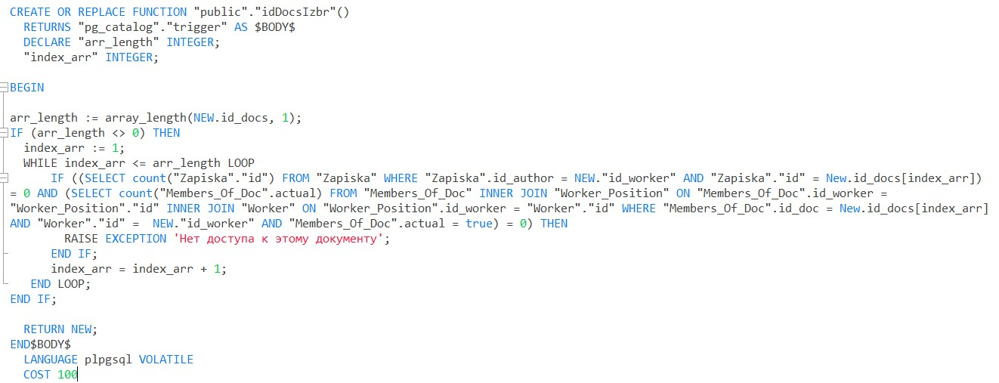 CREATE OR REPLACE FUNCTION "public"."idDocsIzbr"()
  RETURNS "pg_catalog"."trigger" AS $BODY$
  DECLARE "arr_length" INTEGER;
  "index_arr" INTEGER;

BEGIN

arr_length := array_length(NEW.id_docs, 1);
IF (arr_length <> 0) THEN
  index_arr := 1;
  WHILE index_arr <= arr_length LOOP
      IF ((SELECT count("Zapiska"."id") FROM "Zapiska" WHERE "Zapiska".id_author = NEW."id_worker" AND "Zapiska"."id" = New.id_docs[index_arr])
= 0 AND (SELECT count("Members_Of_Doc".actual) FROM "Members_Of_Doc" INNER JOIN "Worker_Position" ON "Members_Of_Doc".id_worker =
"Worker_Position"."id" INNER JOIN "Worker" ON "Worker_Position".id_worker = "Worker"."id" WHERE "Members_Of_Doc".id_doc = New.id_docs[index_arr]
AND "Worker"."id" =  NEW."id_worker" AND "Members_Of_Doc".actual = true) = 0) THEN
        RAISE EXCEPTION 'Нет доступа к этому документу';
      END IF;
      index_arr = index_arr + 1;
   END LOOP;
END IF;

  RETURN NEW;
END$BODY$
  LANGUAGE plpgsql VOLATILE
  COST 100